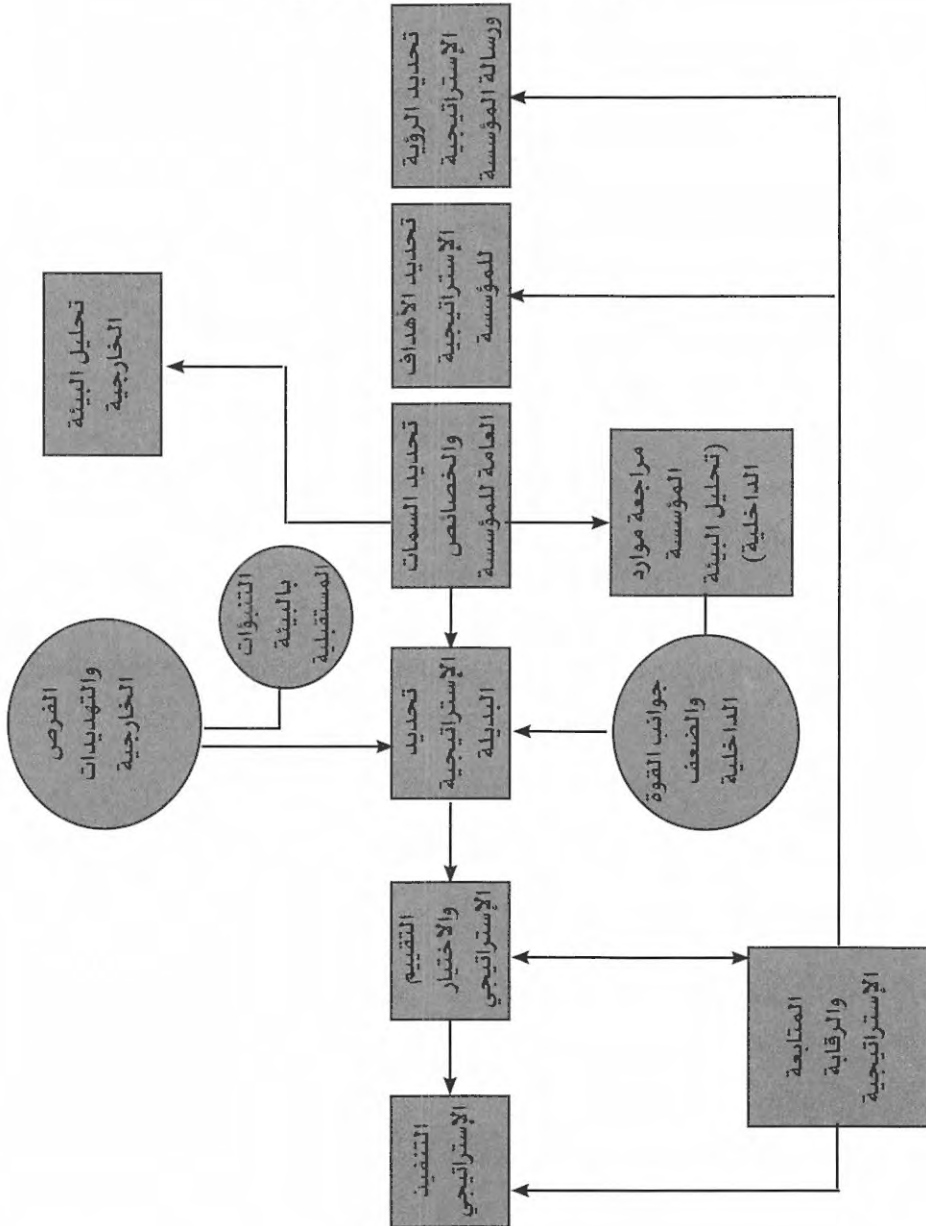 تحديد الرؤية
الإستراتيجية
ورسالة المؤسسة
تحديد الأهداف
الإستراتيجية
للمؤسسة
تحديد السمات
والخصائص
العامة للمؤسسة
تحليل البيئة
الخارجية
مراجعة موارد
المؤسسة
(تحليل البيئة
الداخلية)
التنبؤات
بالبيئة
المستقبلية
الفرص
والتهديدات
الخارجية
تحديد
الإستراتيجية
البديلة
جوانب القوة
والضعف
الداخلية
التقييم
والاختيار
الإستراتيجي
المتابعة
والرقابة
الإستراتيجية
التنفيذ
الإستراتيجي